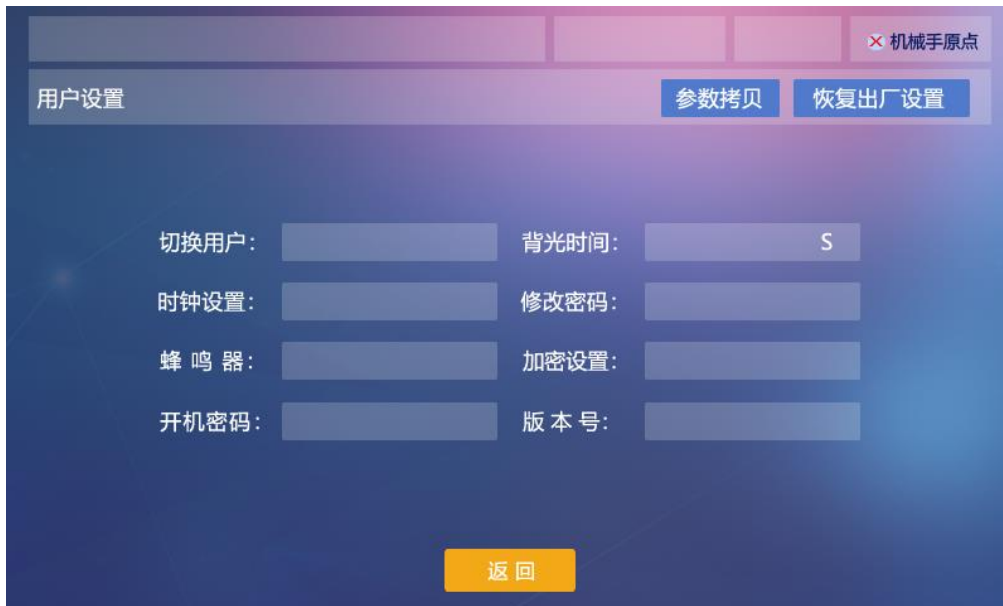 机械手原点
用户设置 参数拷贝 恢复出厂设置
切换用户： 背光时间： S
时钟设置： 修改密码：
蜂 鸣 器： 加密设置：
开机密码： 版 本 号：
返 回